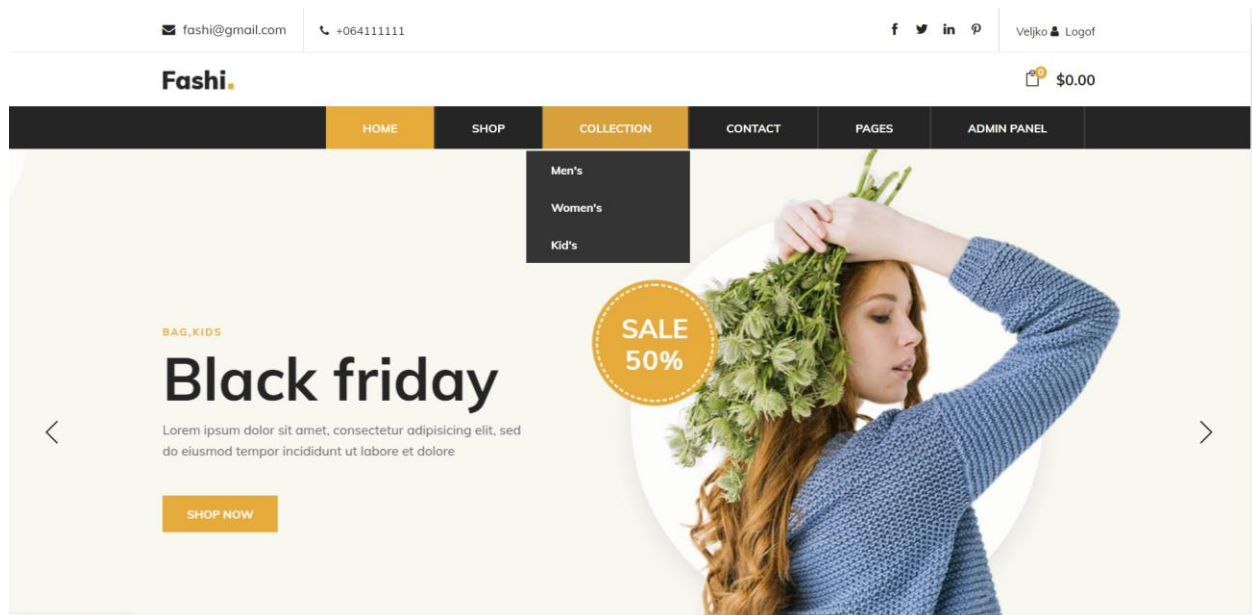 fashi@gmail.com
+064111111
Veljko Logof
Fashi.
0
$0.00
HOME
SHOP
COLLECTION
CONTACT
PAGES
ADMIN PANEL
Men's
Women's
Kid's
SALE
50%
BAG,KIDS
Black friday
Lorem ipsum dolor sit amet, consectetur adipisicing elit, sed
do eiusmod tempor incididunt ut labore et dolore
SHOP NOW